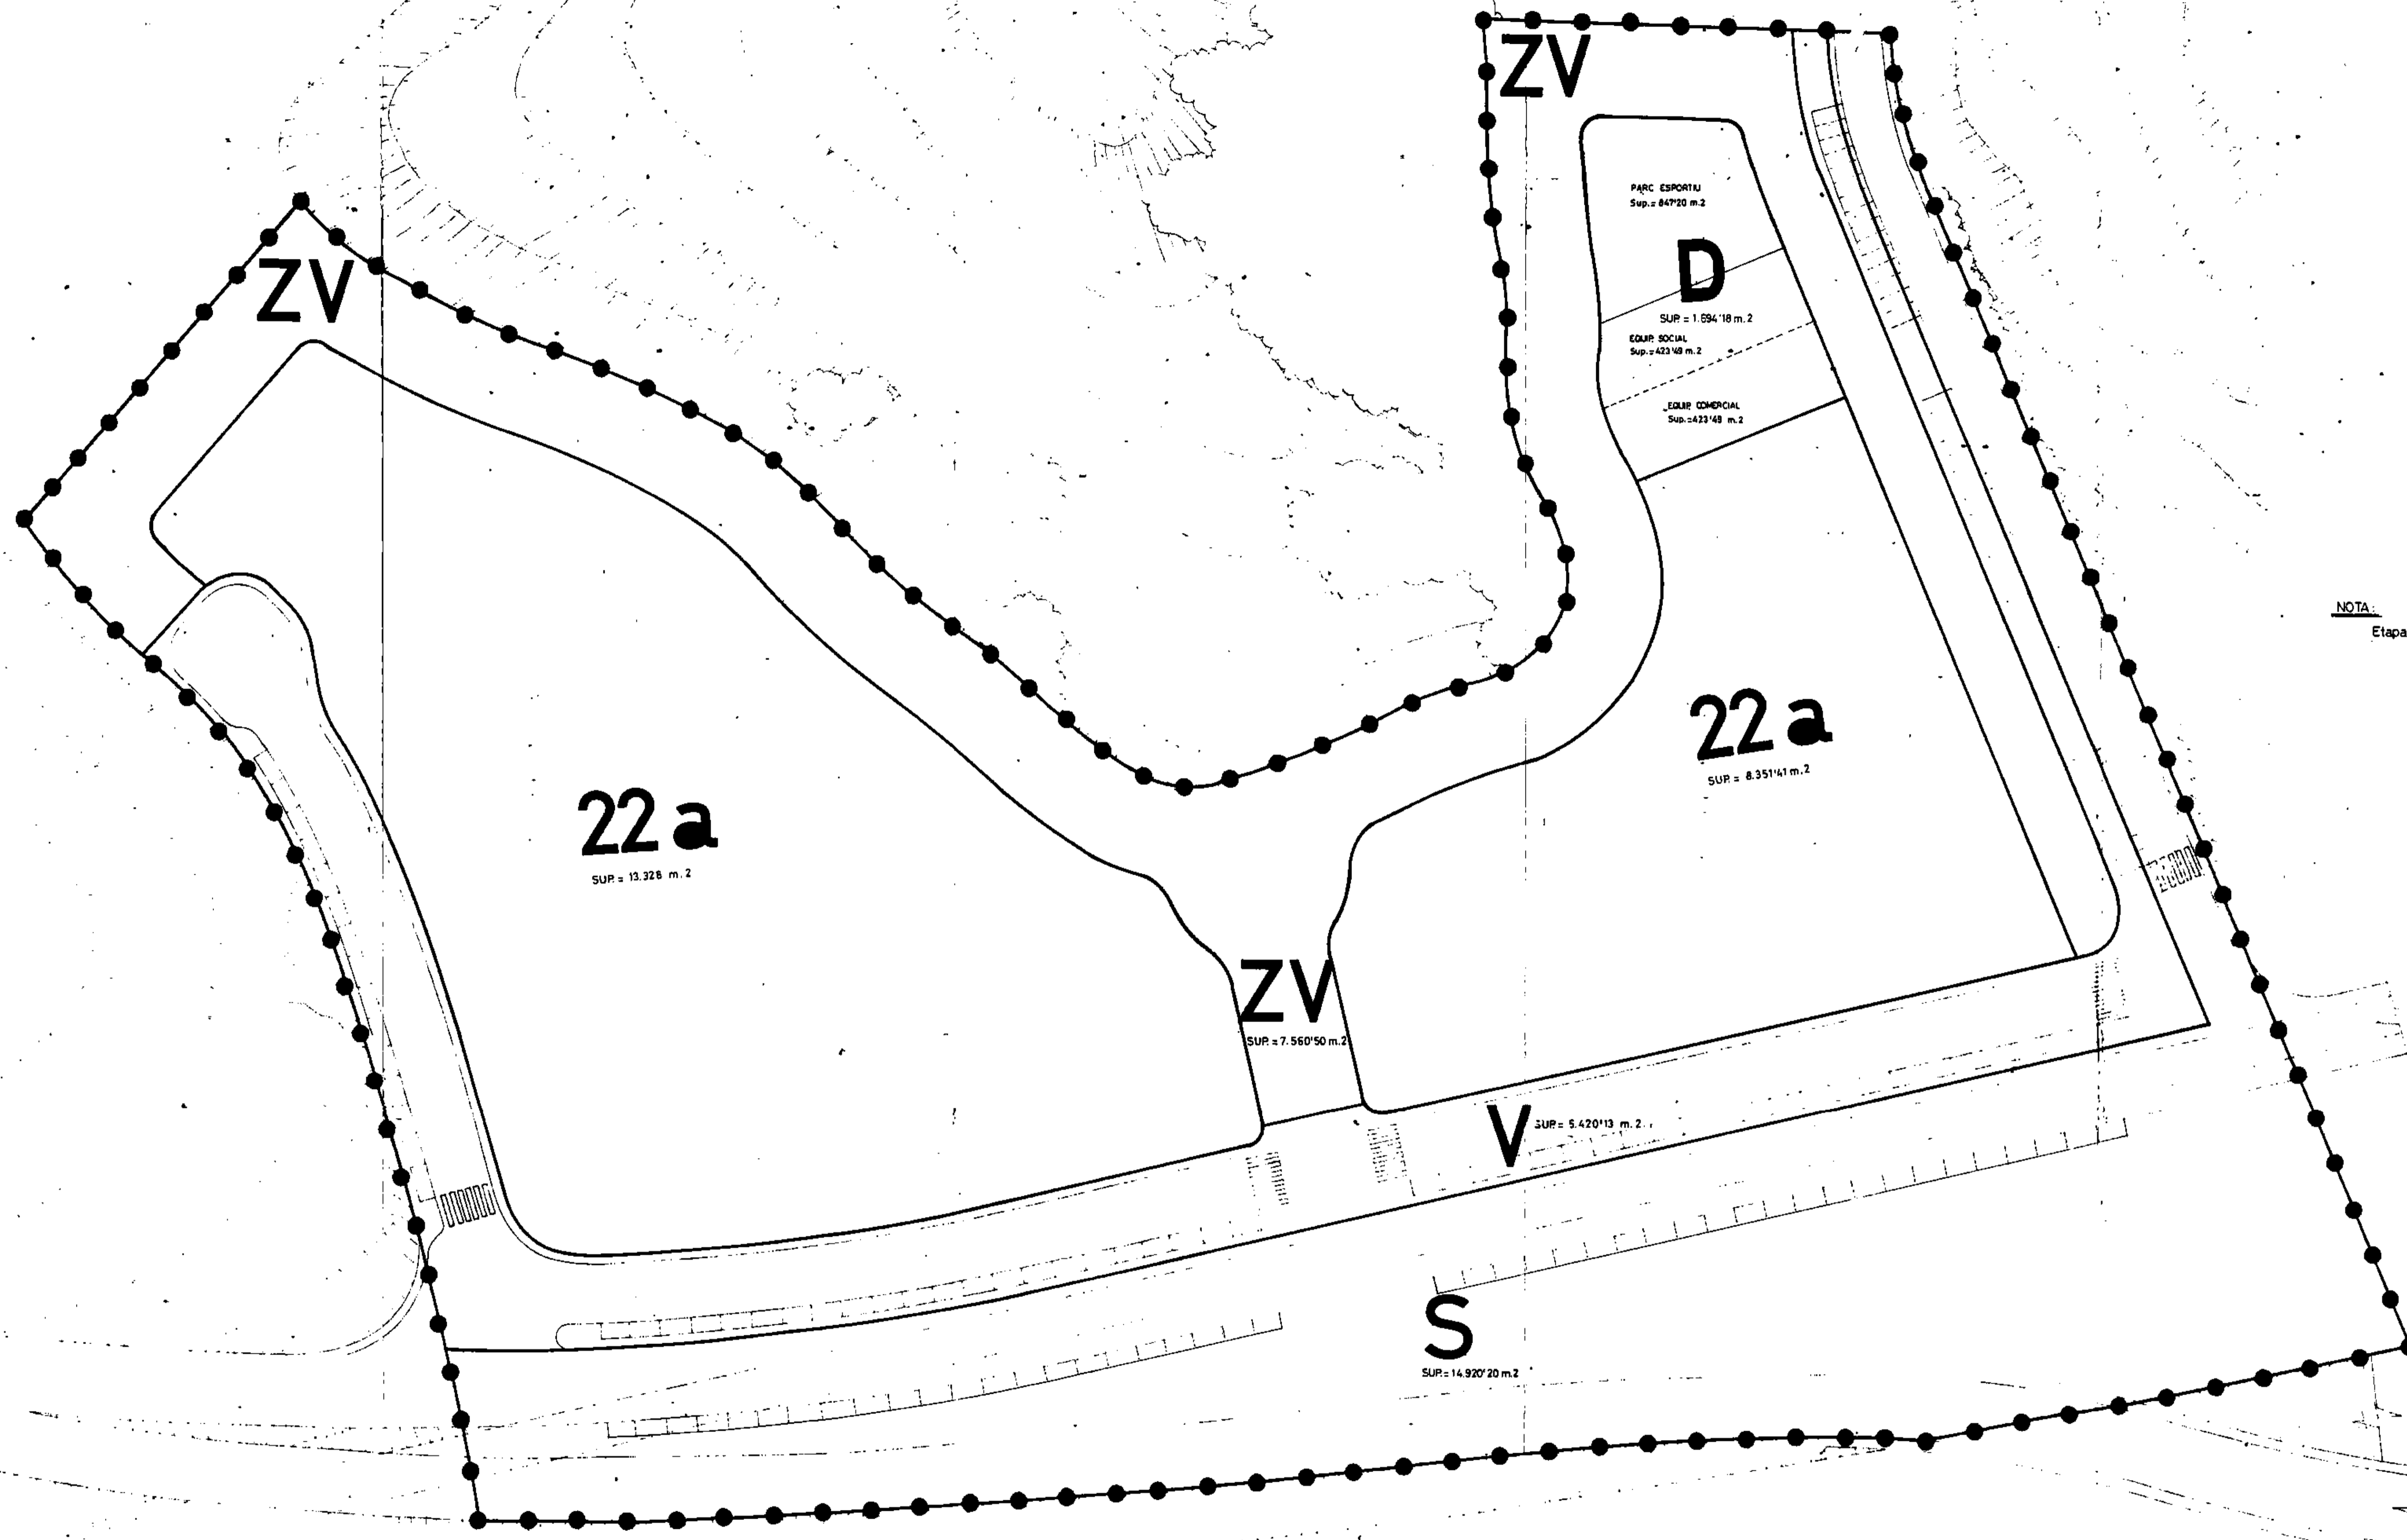 ZV
PARC ESPORTIU
Sup.= 847'20 m.2
D
SUP. = 1.694'18 m.2
EQUIP. SOCIAL
Sup.=423'49 m.2
EQUIP. COMERCIAL
Sup.=423'49 m.2
ZV
NOTA:
Etapa
22a
SUP. = 8.351'41 m.2
22a
SUP. = 13.328 m.2
ZV
SUP. = 7.560'50 m.2
V
SUP.= 5.420'13 m.2
S
SUP.= 14.920'20 m.2